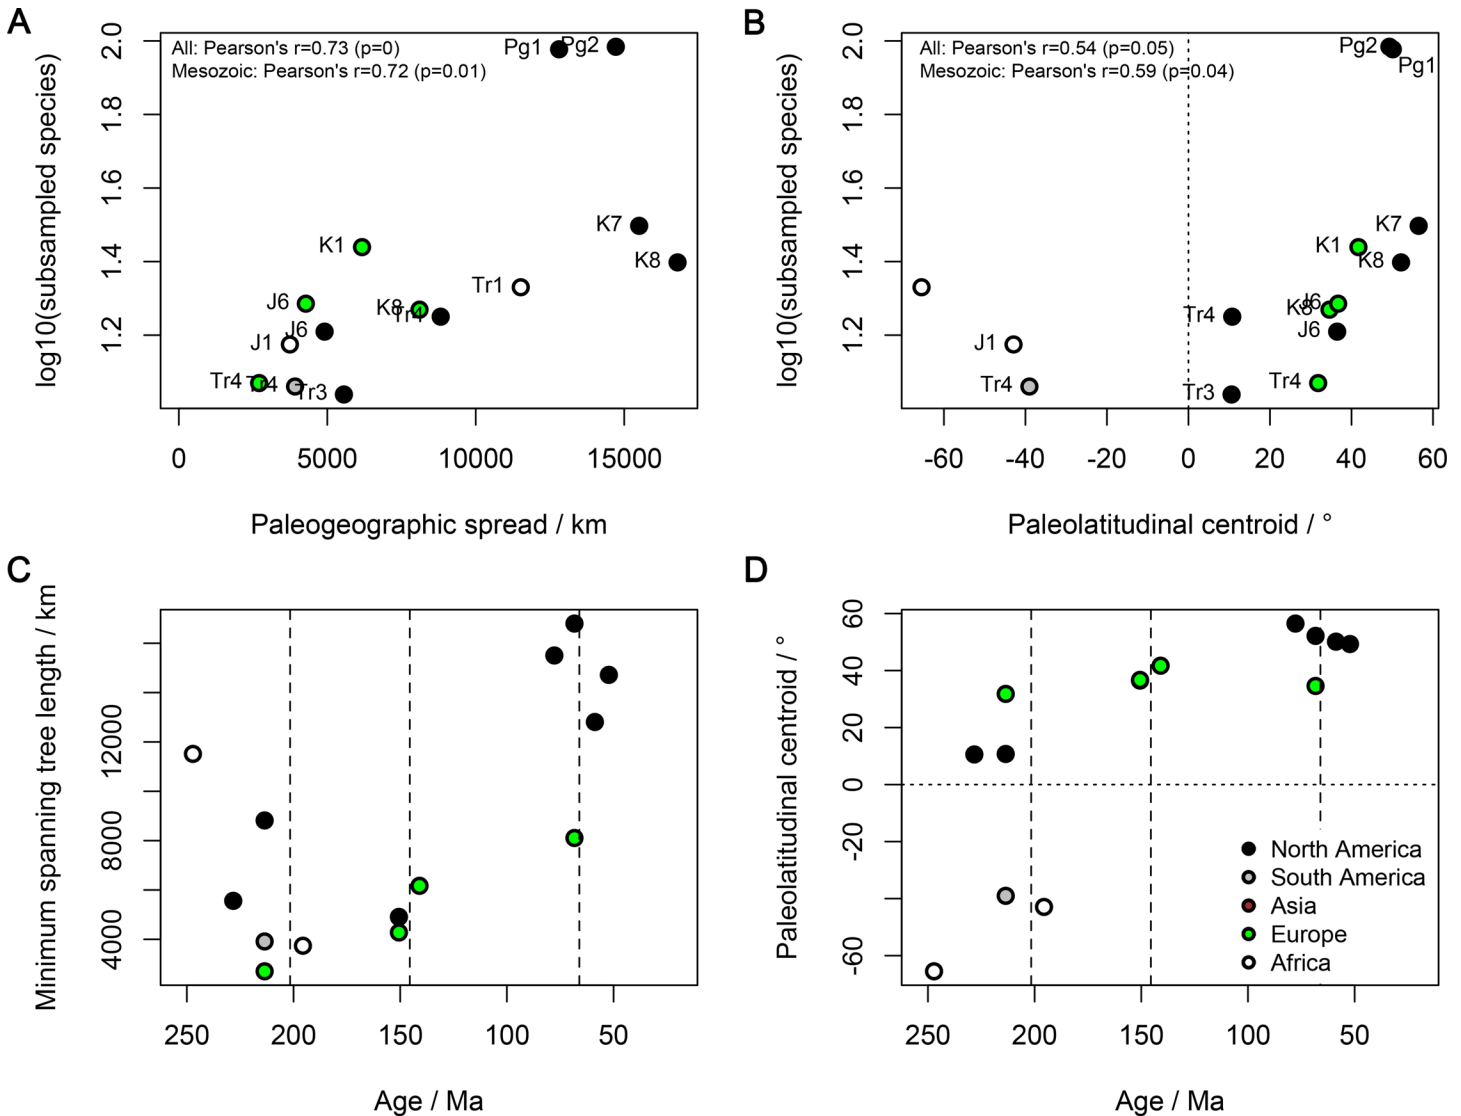 A
All: Pearson's r=0.73 (p=0)
Mesozoic: Pearson's r=0.72 (p=0.01)
log10(subsampled species)
2.0
1.8
1.6
1.4
1.2
Pg1
Pg2
K7
K8
K1
Tr1
J6
K8
Tr4
J6
J1
Tr4
Tr4
Tr3
0
5000
10000
15000
Paleogeographic spread / km
B
All: Pearson's r=0.54 (p=0.05)
Mesozoic: Pearson's r=0.59 (p=0.04)
log10(subsampled species)
2.0
1.8
1.6
1.4
1.2
Pg2
Pg1
K7
K1
K8
J6
K8
Tr4
J6
J1
Tr4
Tr4
Tr3
-60
-40
-20
0
20
40
60
Paleolatitudinal centroid / °
C
Minimum spanning tree length / km
12000
8000
4000
250
200
150
100
50
Age / Ma
D
Paleolatitudinal centroid / °
60
40
20
0
-20
-60
North America
South America
Asia
Europe
Africa
250
200
150
100
50
Age / Ma